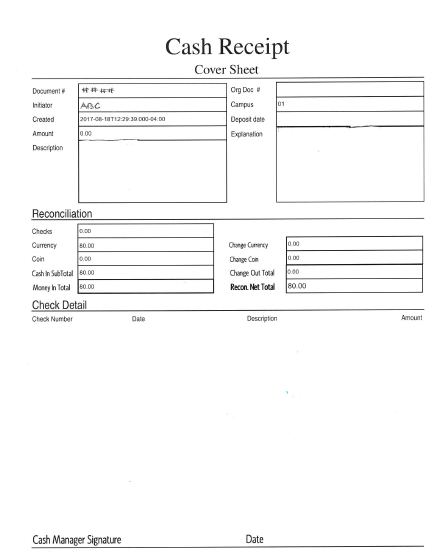 Cash Receipt
Cover Sheet
Document # ## ## Org Doc #
Initiator ABC Campus 01
Created 2017-08-18T12:29:39.000-04:00 Deposit date
Amount 0.00 Explanation
Description
Reconciliation
Checks 0.00
Currency 80.00 Change Currency 0.00
Coin 0.00 Change Coin 0.00
Cash In SubTotal 80.00 Change Out Total 0.00
Money In Total 80.00 Recon. Net Total 80.00
Check Detail
Check Number Date Description Amount
Cash Manager Signature Date